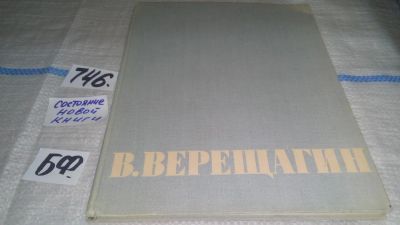 746.
СОСТОЯНИЕ
НОВОЙ
КНИГИ
БФ
В. ВЕРЕЩАГИН